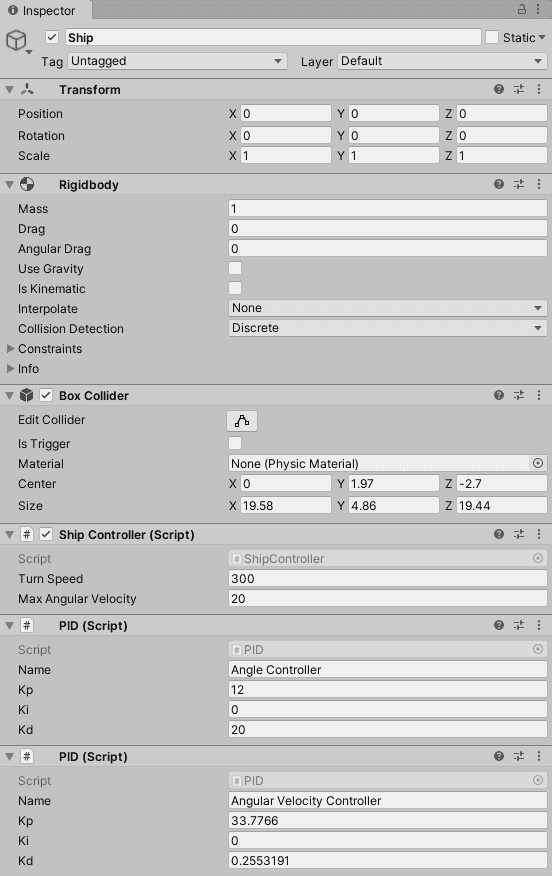 Inspector
Ship Static
Tag Untagged Layer Default
Transform
Position X 0 Y 0 Z 0
Rotation X 0 Y 0 Z 0
Scale X 1 Y 1 Z 1
Rigidbody
Mass 1
Drag 0
Angular Drag 0
Use Gravity
Is Kinematic
Interpolate None
Collision Detection Discrete
Constraints
Info
Box Collider
Edit Collider
Is Trigger
Material None (Physic Material)
Center X 0 Y 1.97 Z -2.7
Size X 19.58 Y 4.86 Z 19.44
# Ship Controller (Script)
Script # ShipController
Turn Speed 300
Max Angular Velocity 20
# PID (Script)
Script # PID
Name Angle Controller
Kp 12
Ki 0
Kd 20
# PID (Script)
Script # PID
Name Angular Velocity Controller
Kp 33.7766
Ki 0
Kd 0.2553191